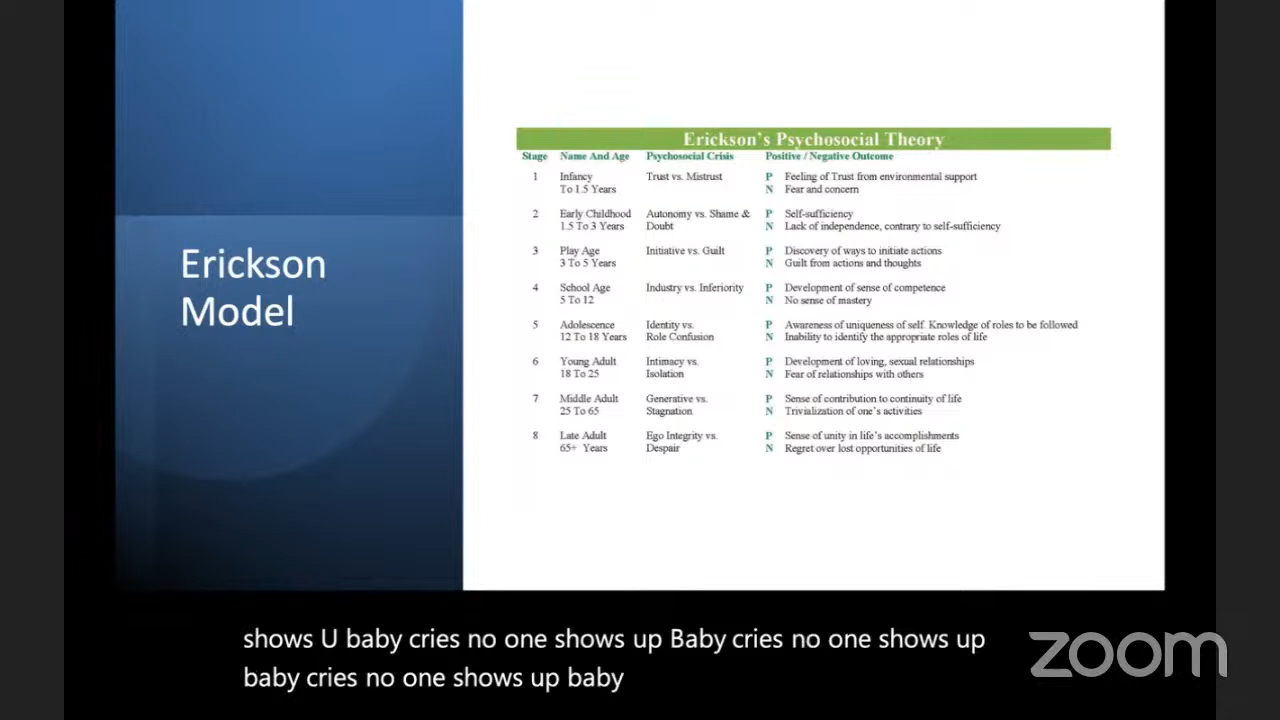 Erickson
Model
Erickson's Psychosocial Theory
Stage Name And Age Psychosocial Crisis Positive / Negative Outcome
1 Infancy Trust vs. Mistrust P Feeling of Trust from environmental support
To 1.5 Years N Fear and concern
2 Early Childhood Autonomy vs. Shame & P Self-sufficiency
1.5 To 3 Years Doubt N Lack of independence, contrary to self-sufficiency
3 Play Age Initiative vs. Guilt P Discovery of ways to initiate actions
3 To 5 Years N Guilt from actions and thoughts
4 School Age Industry vs. Inferiority P Development of sense of competence
5 To 12 N No sense of mastery
5 Adolescence Identity vs. P Awareness of uniqueness of self. Knowledge of roles to be followed
12 To 18 Years Role Confusion N Inability to identify the appropriate roles of life
6 Young Adult Intimacy vs. P Development of loving, sexual relationships
18 To 25 Isolation N Fear of relationships with others
7 Middle Adult Generative vs. P Sense of contribution to continuity of life
25 To 65 Stagnation N Trivialization of one's activities
8 Late Adult Ego Integrity vs. P Sense of unity in life's accomplishments
65+ Years Despair N Regret over lost opportunities of life
shows U baby cries no one shows up Baby cries no one shows up
baby cries no one shows up baby
zoom